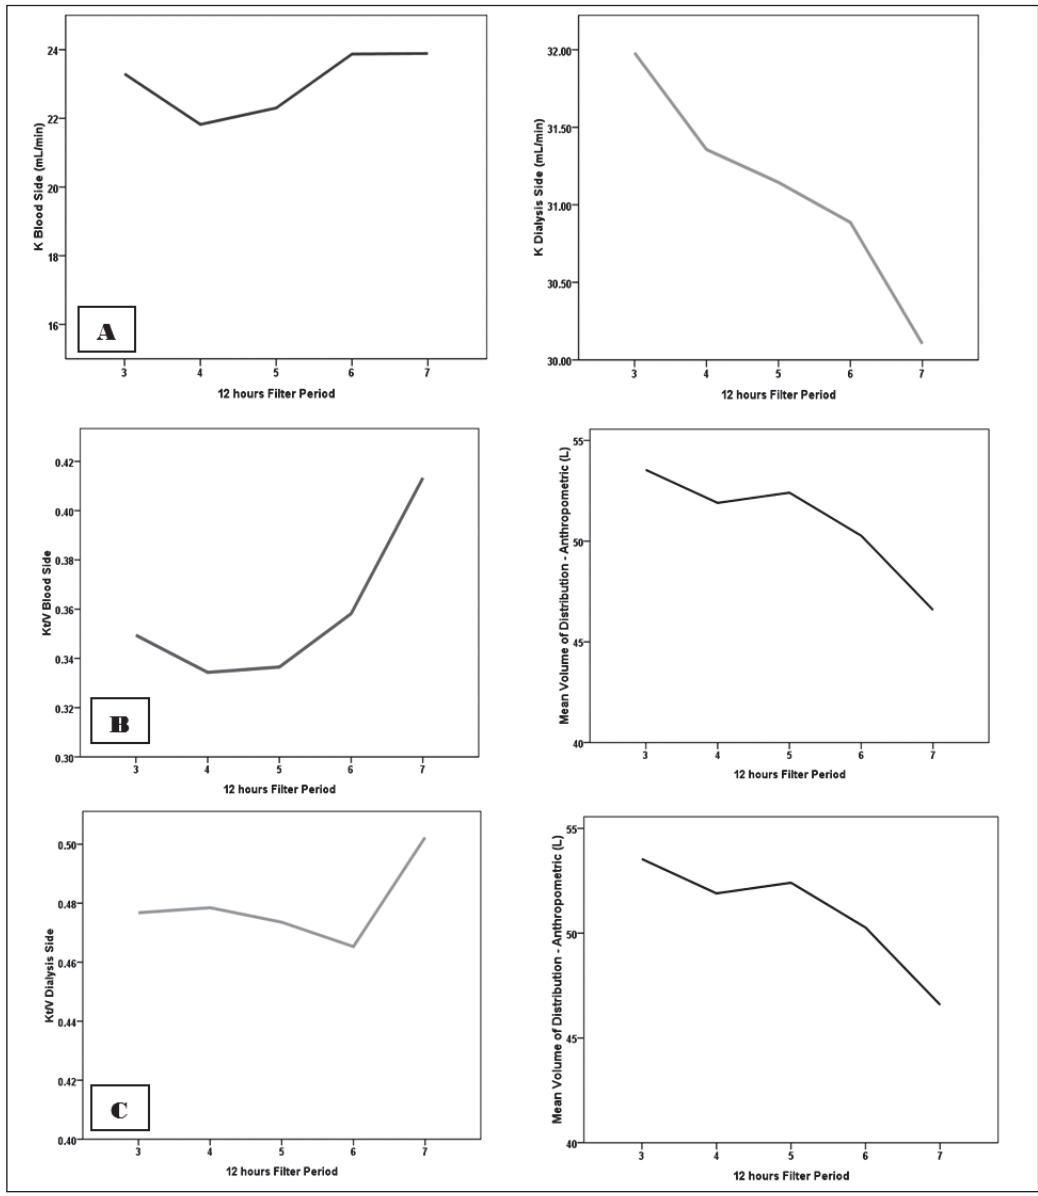 24
22
20
18
16
K Blood Side (mL/min)
A
3 4 5 6 7
12 hours Filter Period
32.00
31.50
31.00
30.50
30.00
K Dialysis Side (mL/min)
3 4 5 6 7
12 hours Filter Period
0.42
0.40
0.38
0.36
0.34
0.32
0.30
Kt/V Blood Side
B
3 4 5 6 7
12 hours Filter Period
55
50
45
40
Mean Volume of Distribution - Anthropometric (L)
3 4 5 6 7
12 hours Filter Period
0.50
0.48
0.46
0.44
0.42
0.40
Kt/V Dialysis Side
C
3 4 5 6 7
12 hours Filter Period
55
50
45
40
Mean Volume of Distribution - Anthropometric (L)
3 4 5 6 7
12 hours Filter Period